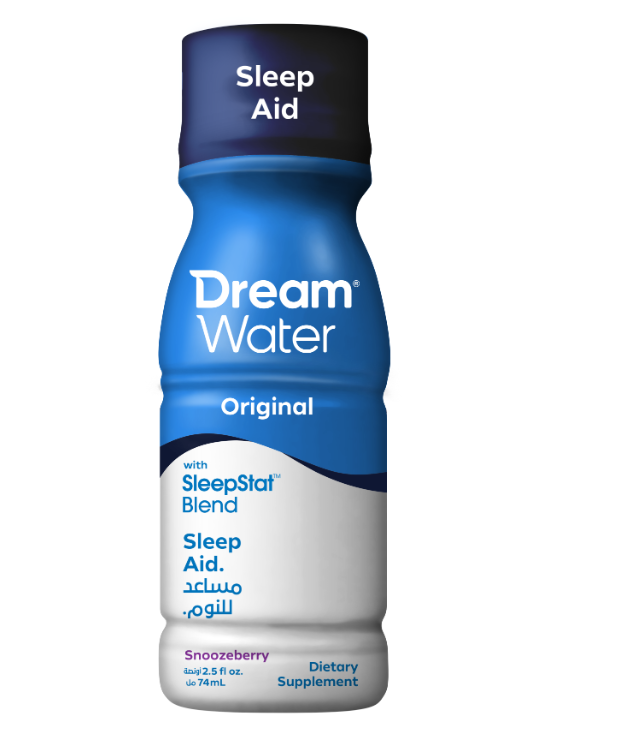 Sleep
Aid
Dream®
Water
Original
with
SleepStat™
Blend
Sleep
Aid.
مساعد
للنوم.
Snoozeberry
2.5 fl oz. اونصة
74mL مل
Dietary
Supplement